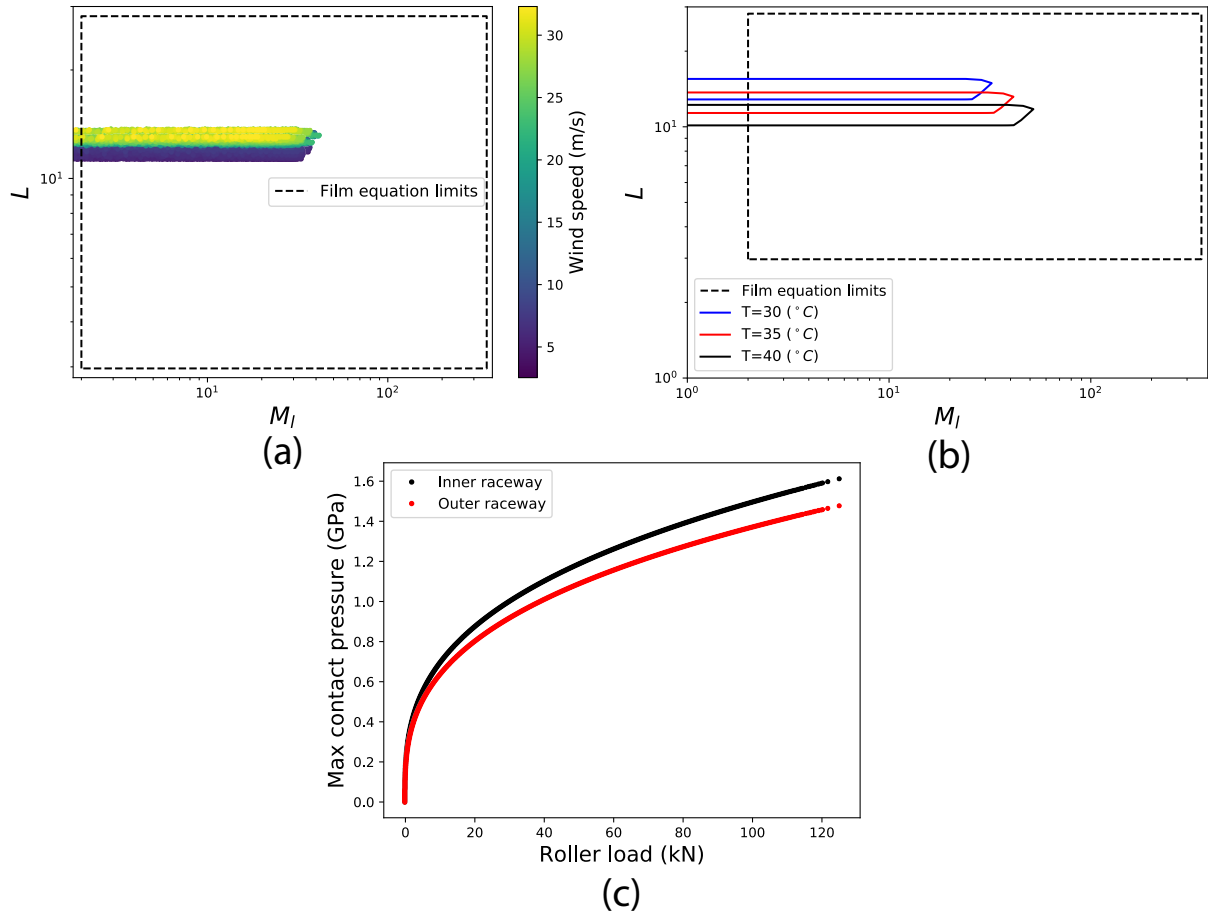 L
10¹
10¹
10²
Mₗ
Film equation limits
30
25
20
15
10
5
Wind speed (m/s)
(a)
L
10¹
10⁰
10⁰
10¹
10²
Mₗ
Film equation limits
T=30 (°C)
T=35 (°C)
T=40 (°C)
(b)
Max contact pressure (GPa)
1.6
1.4
1.2
1.0
0.8
0.6
0.4
0.2
0.0
Inner raceway
Outer raceway
0
20
40
60
80
100
120
Roller load (kN)
(c)